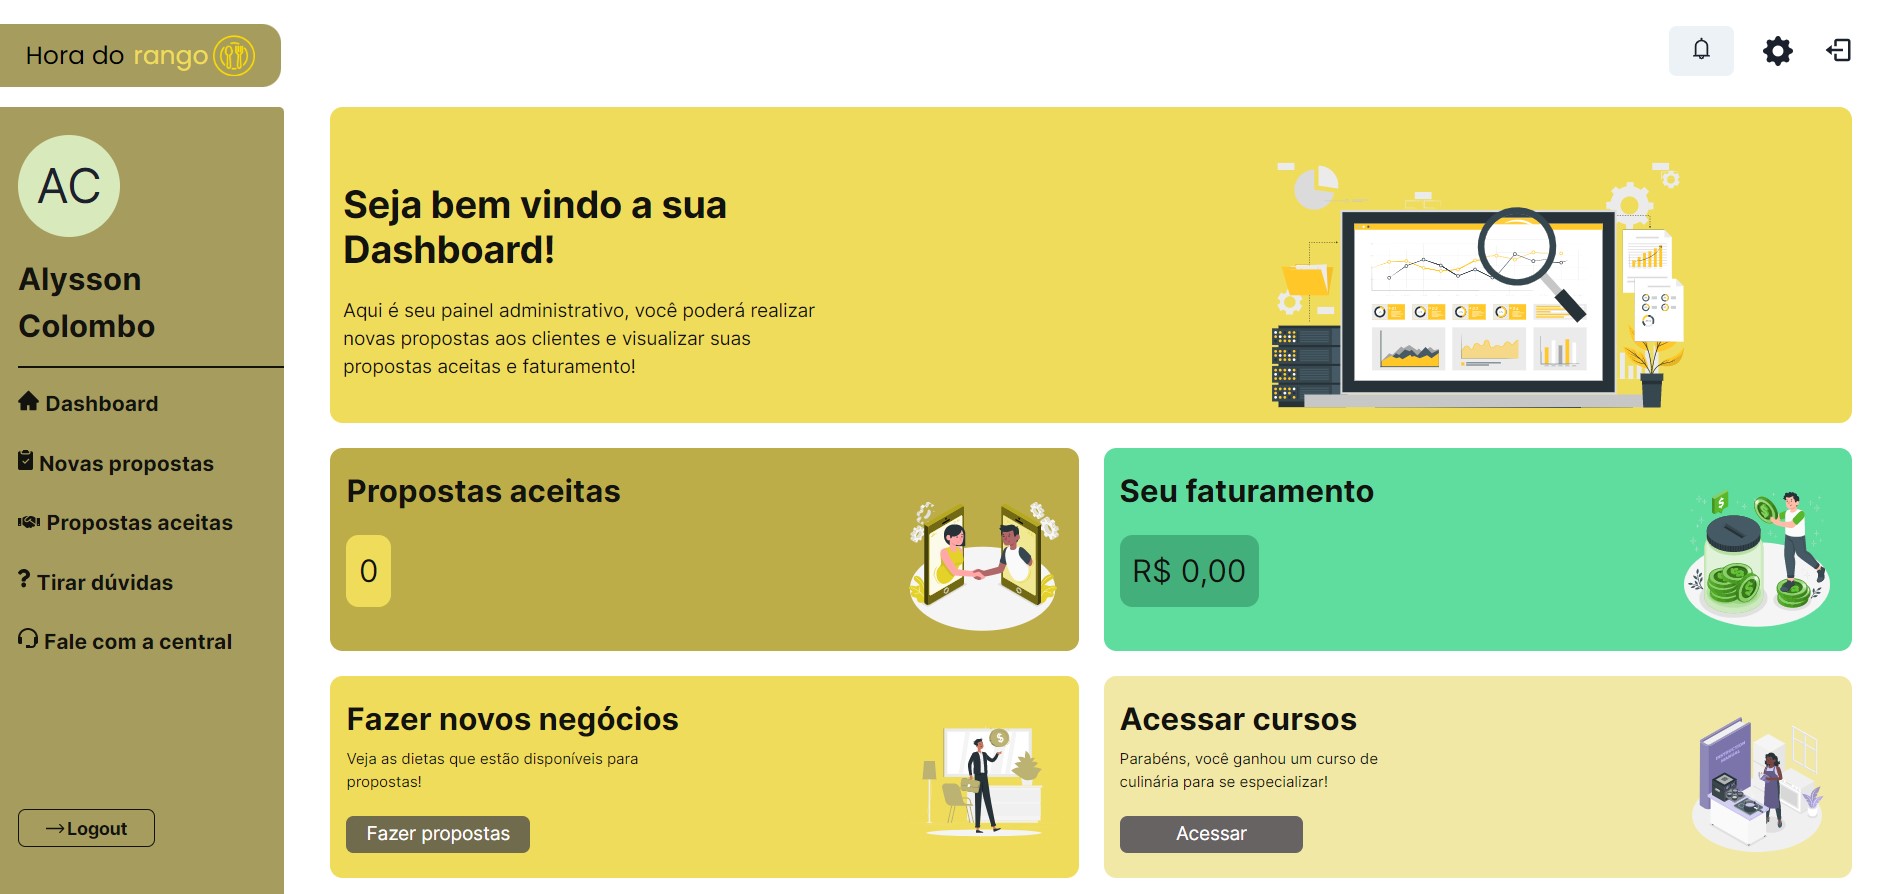 Hora do rango
AC
Alysson
Colombo
Dashboard
Novas propostas
Propostas aceitas
Tirar dúvidas
Fale com a central
Logout
Seja bem vindo a sua
Dashboard!
Aqui é seu painel administrativo, você poderá realizar
novas propostas aos clientes e visualizar suas
propostas aceitas e faturamento!
Propostas aceitas
0
Seu faturamento
R$ 0,00
Fazer novos negócios
Veja as dietas que estão disponíveis para
propostas!
Fazer propostas
Acessar cursos
Parabéns, você ganhou um curso de
culinária para se especializar!
Acessar